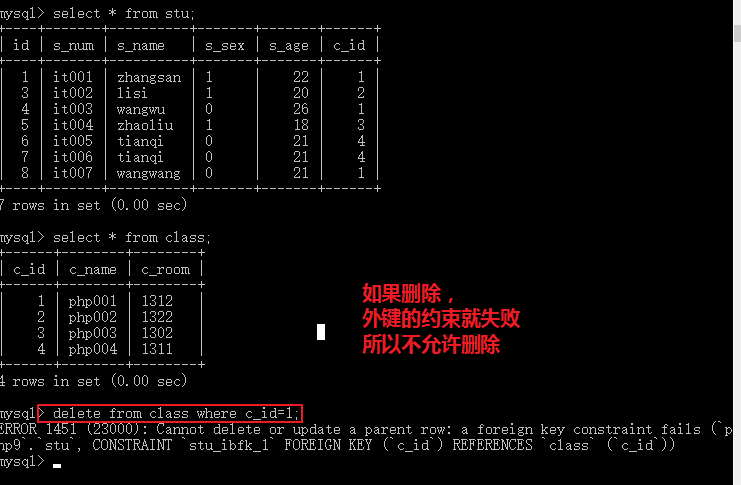 mysql> select * from stu;
+----+-------+----------+-------+-------+------+
| id | s_num | s_name | s_sex | s_age | c_id |
+----+-------+----------+-------+-------+------+
| 1 | it001 | zhangsan | 1 | 22 | 1 |
| 3 | it002 | lisi | 1 | 20 | 2 |
| 4 | it003 | wangwu | 0 | 26 | 1 |
| 5 | it004 | zhaoliu | 1 | 18 | 3 |
| 6 | it005 | tianqi | 0 | 21 | 4 |
| 7 | it006 | tianqi | 0 | 21 | 4 |
| 8 | it007 | wangwang | 0 | 21 | 1 |
+----+-------+----------+-------+-------+------+
7 rows in set (0.00 sec)
mysql> select * from class;
+------+--------+--------+
| c_id | c_name | c_room |
+------+--------+--------+
| 1 | php001 | 1312 |
| 2 | php002 | 1322 |
| 3 | php003 | 1302 |
| 4 | php004 | 1311 |
+------+--------+--------+
4 rows in set (0.00 sec)
如果删除，
外键的约束就失败
所以不允许删除
mysql> delete from class where c_id=1;
ERROR 1451 (23000): Cannot delete or update a parent row: a foreign key constraint fails (`p
hp9`.`stu`, CONSTRAINT `stu_ibfk_1` FOREIGN KEY (`c_id`) REFERENCES `class` (`c_id`))
mysql>